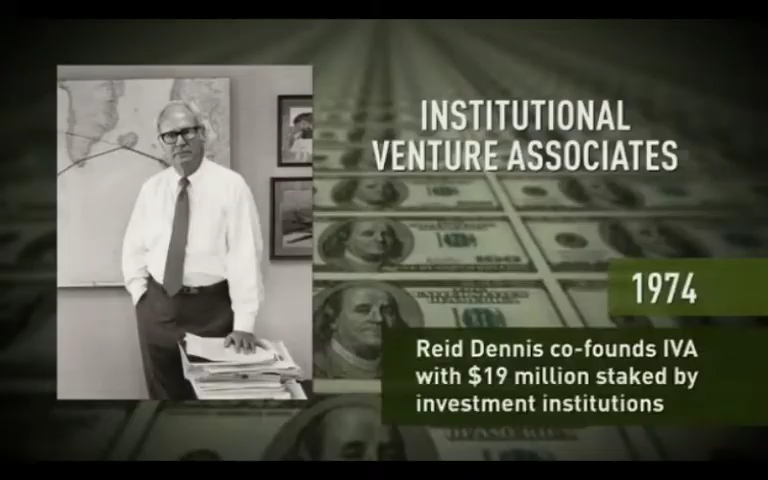 INSTITUTIONAL
VENTURE ASSOCIATES
1974
Reid Dennis co-founds IVA
with $19 million staked by
investment institutions